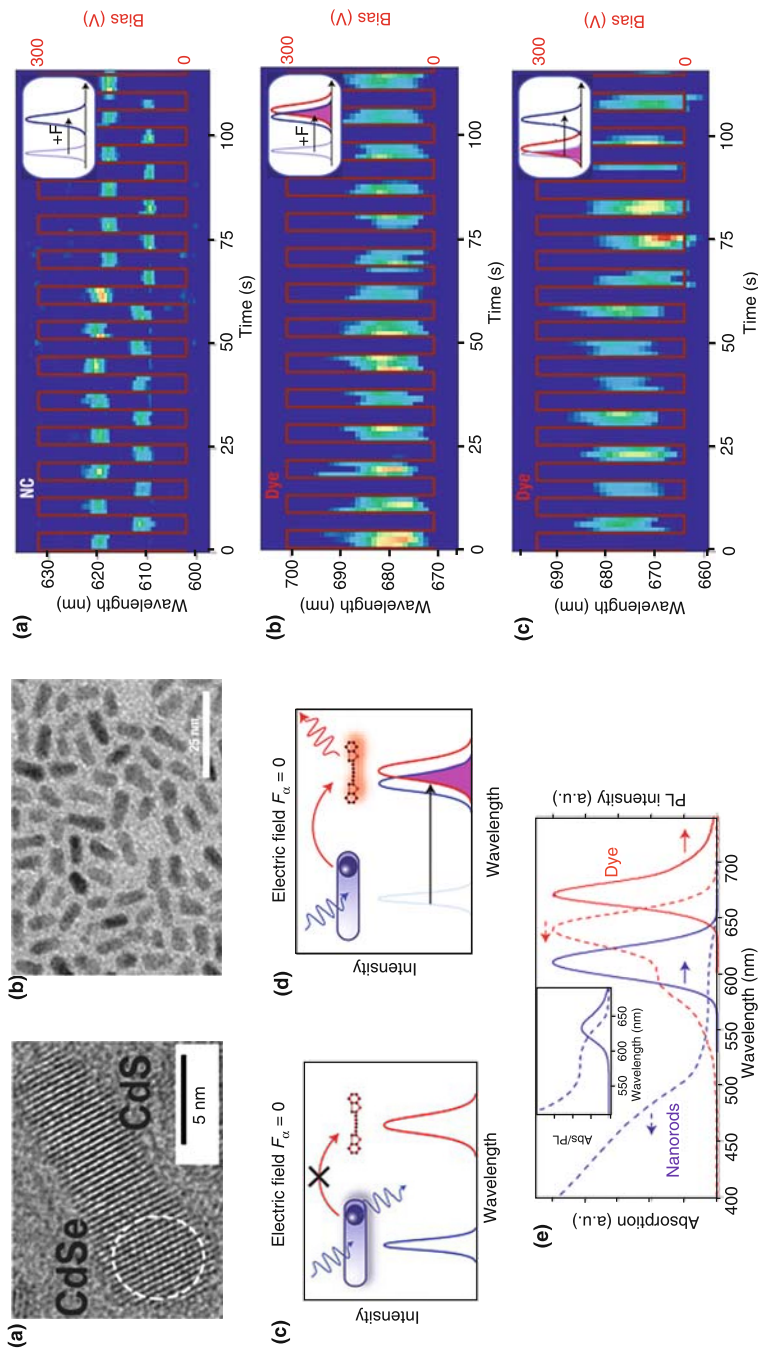 (a)
CdSe
CdS
5 nm
(b)
25 nm
(c)
Electric field Fα = 0
Intensity
Wavelength
(d)
Electric field Fα = 0
Intensity
Wavelength
(e)
Absorption (a.u.)
PL intensity (a.u.)
Abs/PL
550 600 650
Wavelength (nm)
Nanorods
Dye
400 450 500 550 600 650 700
Wavelength (nm)
(a)
NC
+F
Wavelength (nm)
630
620
610
600
0 25 50 75 100
Time (s)
300
0
Bias (V)
(b)
Dye
+F
Wavelength (nm)
700
690
680
670
0 25 50 75 100
Time (s)
300
0
Bias (V)
(c)
Dye
Wavelength (nm)
690
680
670
660
0 25 50 75 100
Time (s)
300
0
Bias (V)